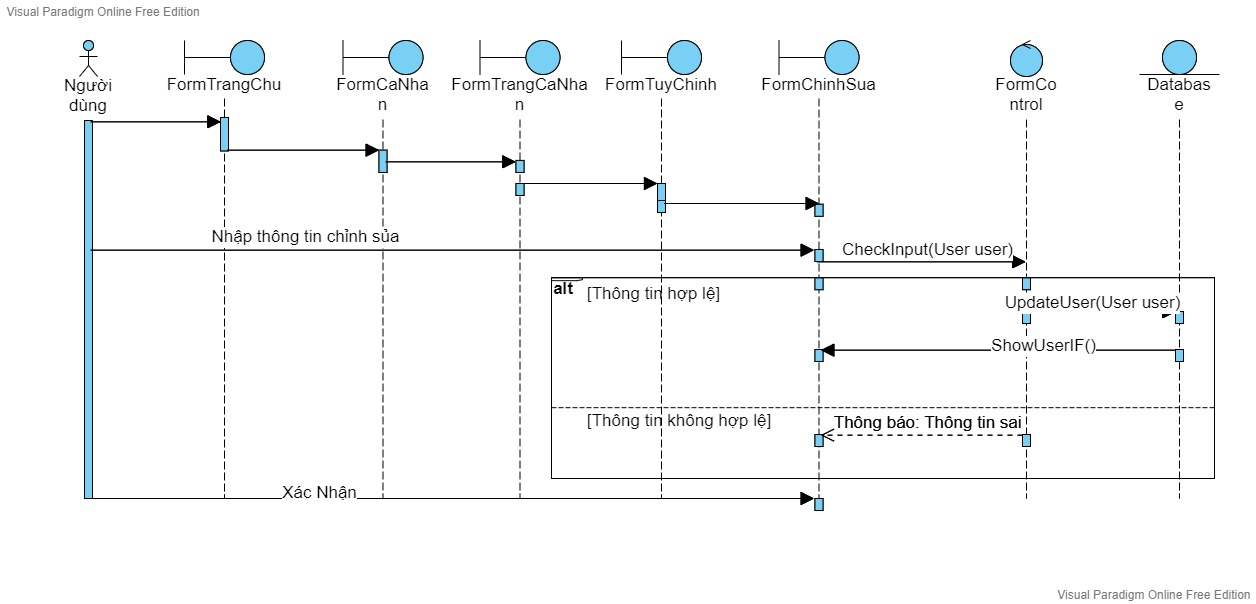 Visual Paradigm Online Free Edition
Người
dùng
FormTrangChu
FormCaNha
n
FormTrangCaNha
n
FormTuyChinh
FormChinhSua
FormCo
ntrol
Databas
e
Nhập thông tin chỉnh sủa
CheckInput(User user)
alt
[Thông tin hợp lệ]
UpdateUser(User user)
ShowUserIF()
[Thông tin không hợp lệ]
Thông báo: Thông tin sai
Xác Nhận
Visual Paradigm Online Free Edition